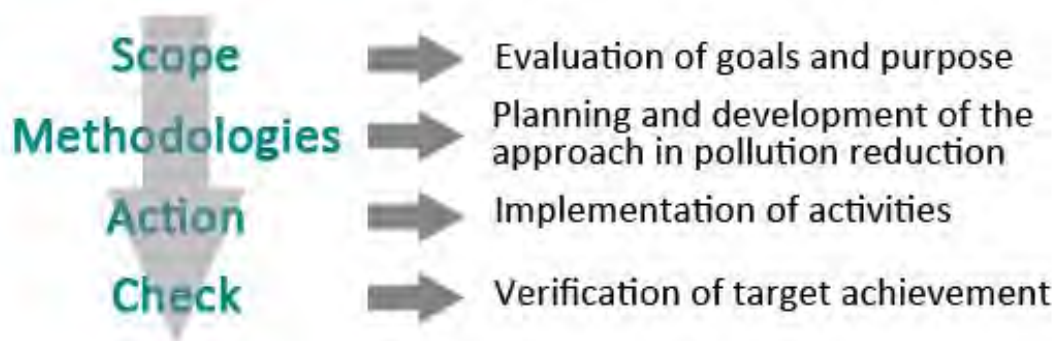 Scope
Evaluation of goals and purpose
Methodologies
Planning and development of the
approach in pollution reduction
Action
Implementation of activities
Check
Verification of target achievement